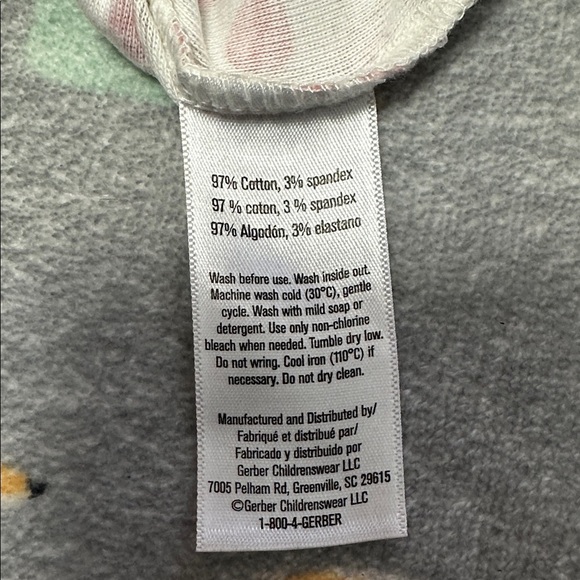 97% Cotton, 3% spandex
97 % coton, 3 % spandex
97% Algodón, 3% elastano
Wash before use. Wash inside out.
Machine wash cold (30°C), gentle
cycle. Wash with mild soap or
detergent. Use only non-chlorine
bleach when needed. Tumble dry low.
Do not wring. Cool iron (110°C) if
necessary. Do not dry clean.
Manufactured and Distributed by/
Fabriqué et distribué par/
Fabricado y distribuido por
Gerber Childrenswear LLC
7005 Pelham Rd, Greenville, SC 29615
©Gerber Childrenswear LLC
1-800-4-GERBER